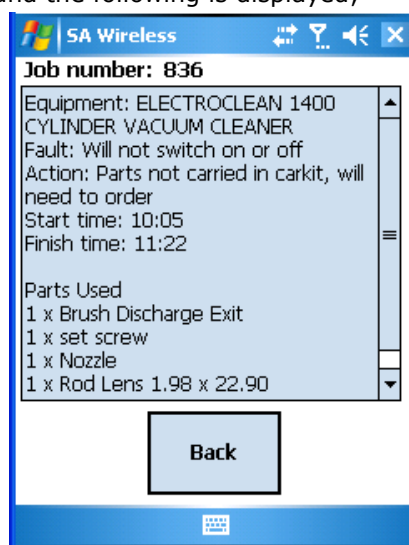 and the following is displayed,
SA Wireless
Job number: 836
Equipment: ELECTROCLEAN 1400
CYLINDER VACUUM CLEANER
Fault: Will not switch on or off
Action: Parts not carried in carkit, will
need to order
Start time: 10:05
Finish time: 11:22
Parts Used
1 x Brush Discharge Exit
1 x set screw
1 x Nozzle
1 x Rod Lens 1.98 x 22.90
Back